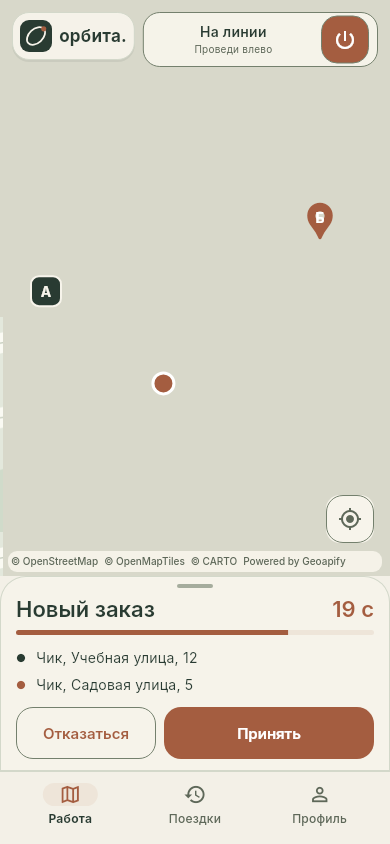 орбита.
На линии
Проведи влево
A
© OpenStreetMap © OpenMapTiles © CARTO Powered by Geoapify
Новый заказ
19 с
Чик, Учебная улица, 12
Чик, Садовая улица, 5
Отказаться
Принять
Работа
Поездки
Профиль